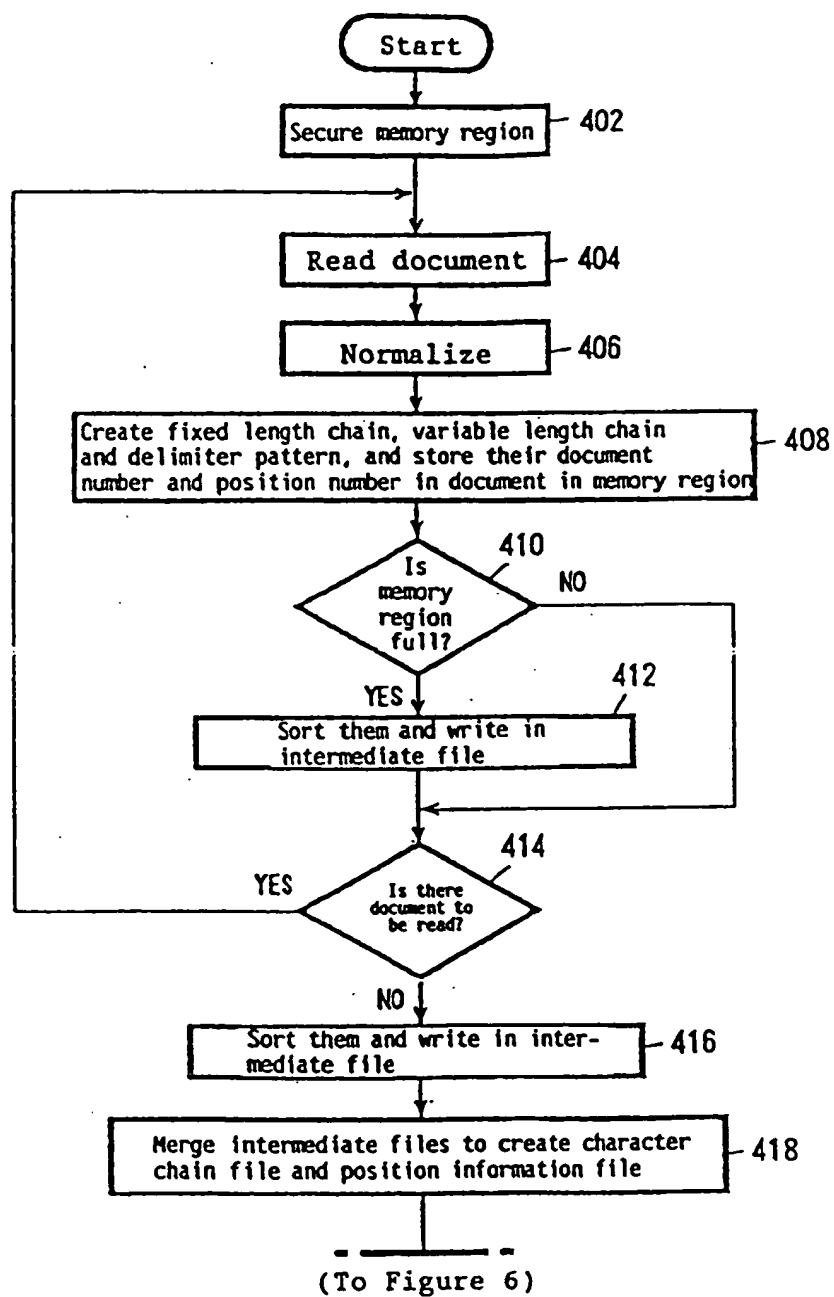 Start
Secure memory region
402
Read document
404
Normalize
406
Create fixed length chain, variable length chain
and delimiter pattern, and store their document
number and position number in document in memory region
408
Is
memory
region
full?
410
NO
YES
412
Sort them and write in
intermediate file
414
YES
Is there
document to
be read?
NO
Sort them and write in inter-
mediate file
416
Merge intermediate files to create character
chain file and position information file
418
(To Figure 6)